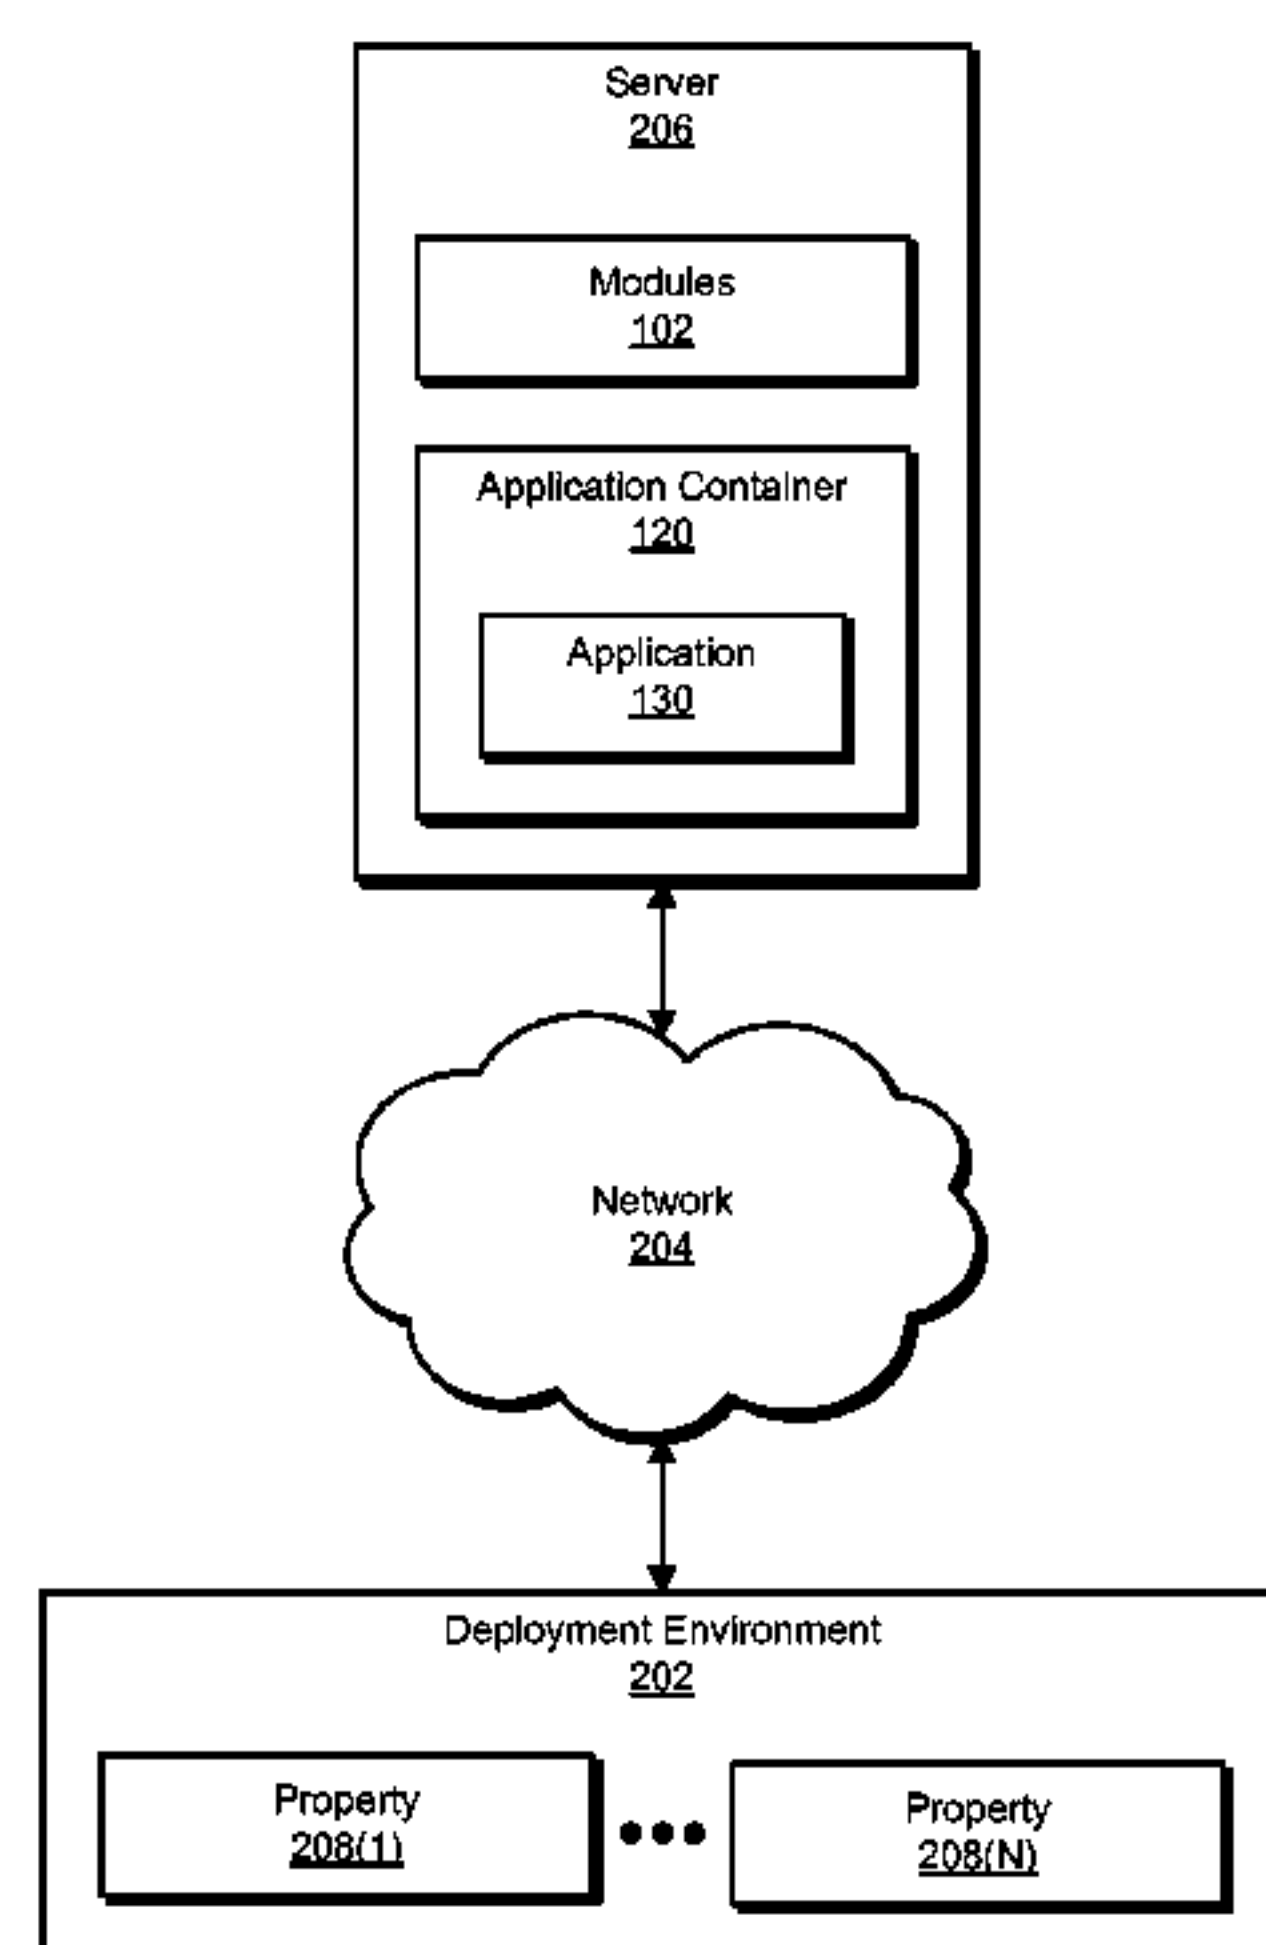 Server
206
Modules
102
Application Container
120
Application
130
Network
204
Deployment Environment
202
Property
208(1)
Property
208(N)